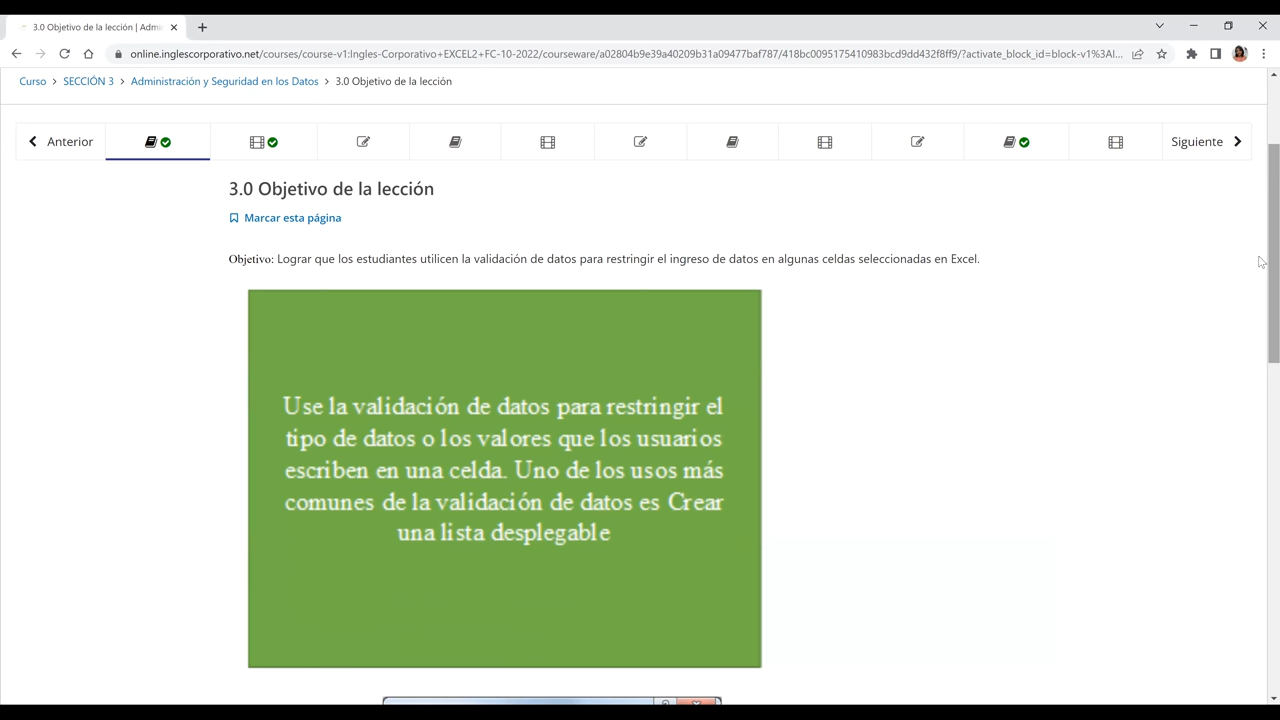 3.0 Objetivo de la lección | Admi
online.inglescorporativo.net/courses/course-v1:Ingles-Corporativo+EXCEL2+FC-10-2022/courseware/a02804b9e39a40209b31a09477baf787/418bc0095175410983bcd9dd432f8ff9/?activate_block_id=block-v1%3AI...
Curso > SECCIÓN 3 > Administración y Seguridad en los Datos > 3.0 Objetivo de la lección
Anterior
Siguiente
3.0 Objetivo de la lección
Marcar esta página
Objetivo: Lograr que los estudiantes utilicen la validación de datos para restringir el ingreso de datos en algunas celdas seleccionadas en Excel.
Use la validación de datos para restringir el
tipo de datos o los valores que los usuarios
escriben en una celda. Uno de los usos más
comunes de la validación de datos es Crear
una lista desplegable